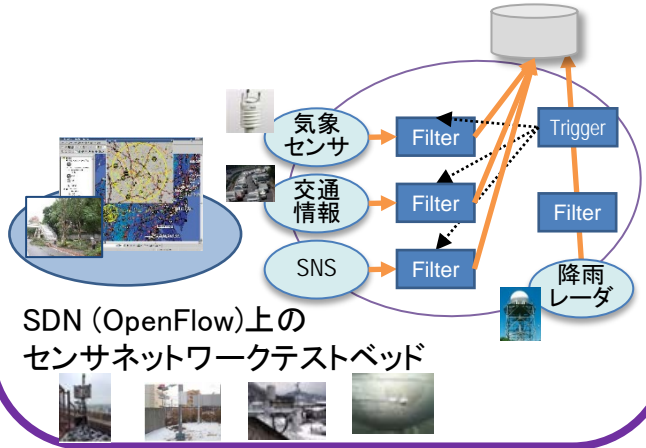 気象
センサ
Filter
Trigger
交通
情報
Filter
Filter
SNS
Filter
降雨
レーダ
SDN (OpenFlow)上の
センサネットワークテストベッド